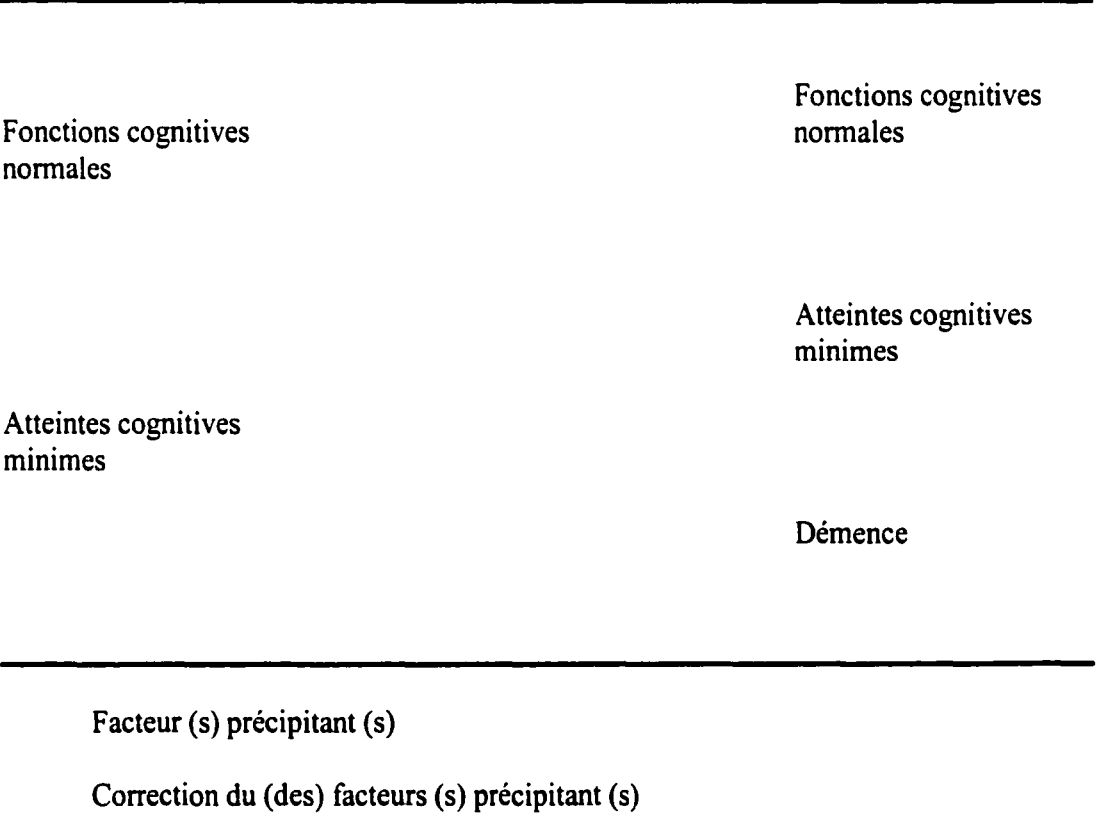 Fonctions cognitives
normales
Atteintes cognitives
minimes
Fonctions cognitives
normales
Atteintes cognitives
minimes
Démence
Facteur (s) précipitant (s)
Correction du (des) facteurs (s) précipitant (s)